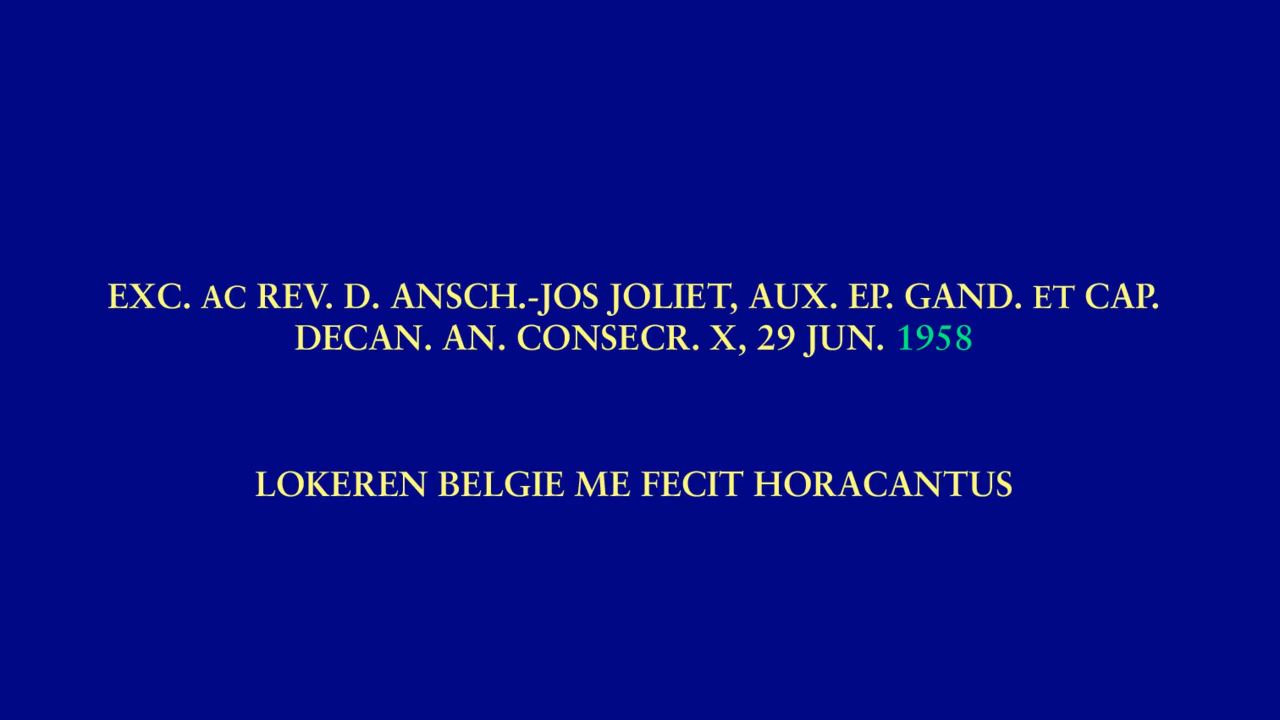 EXC. AC REV. D. ANSCH.-JOS JOLIET, AUX. EP. GAND. ET CAP.
DECAN. AN. CONSECR. X, 29 JUN. 1958
LOKEREN BELGIE ME FECIT HORACANTUS